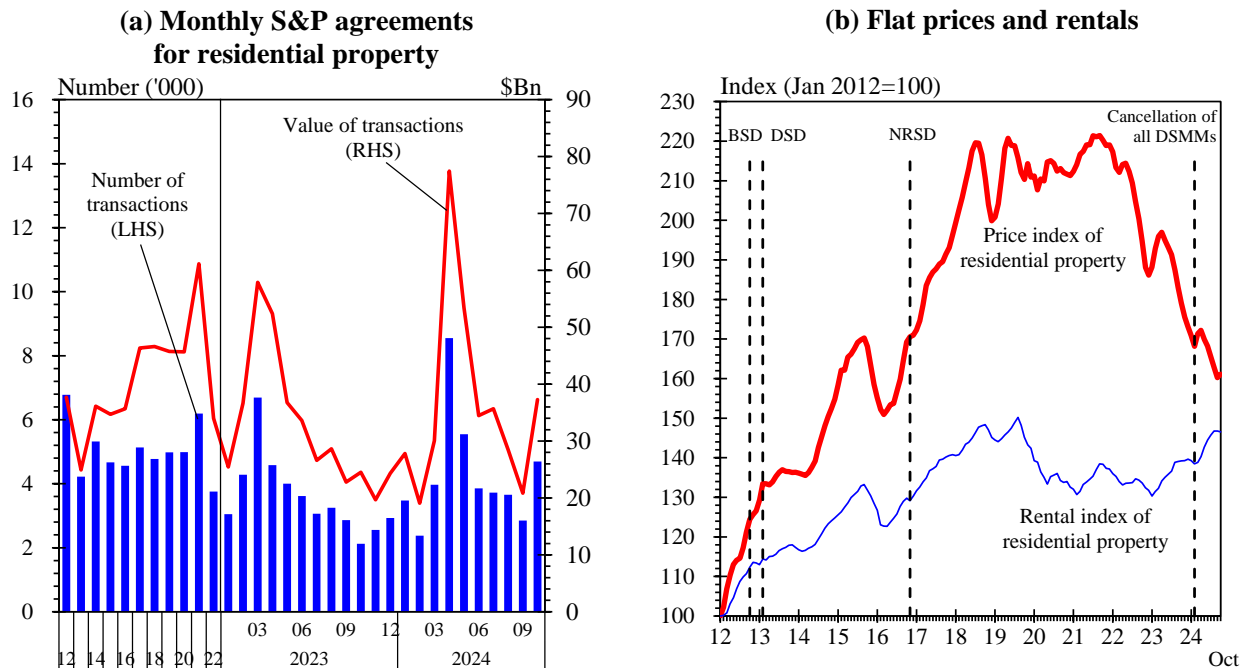 (a) Monthly S&P agreements
for residential property
Number ('000)
$Bn
16
14
12
10
8
6
4
2
0
90
80
70
60
50
40
30
20
10
0
Value of transactions
(RHS)
Number of
transactions
(LHS)
03 06 09 12 03 06 09
12 14 16 18 20 22 2023 2024
(b) Flat prices and rentals
Index (Jan 2012=100)
230
220
210
200
190
180
170
160
150
140
130
120
110
100
BSD DSD NRSD
Cancellation of
all DSMMs
Price index of
residential property
Rental index of
residential property
12 13 14 15 16 17 18 19 20 21 22 23 24
Oct